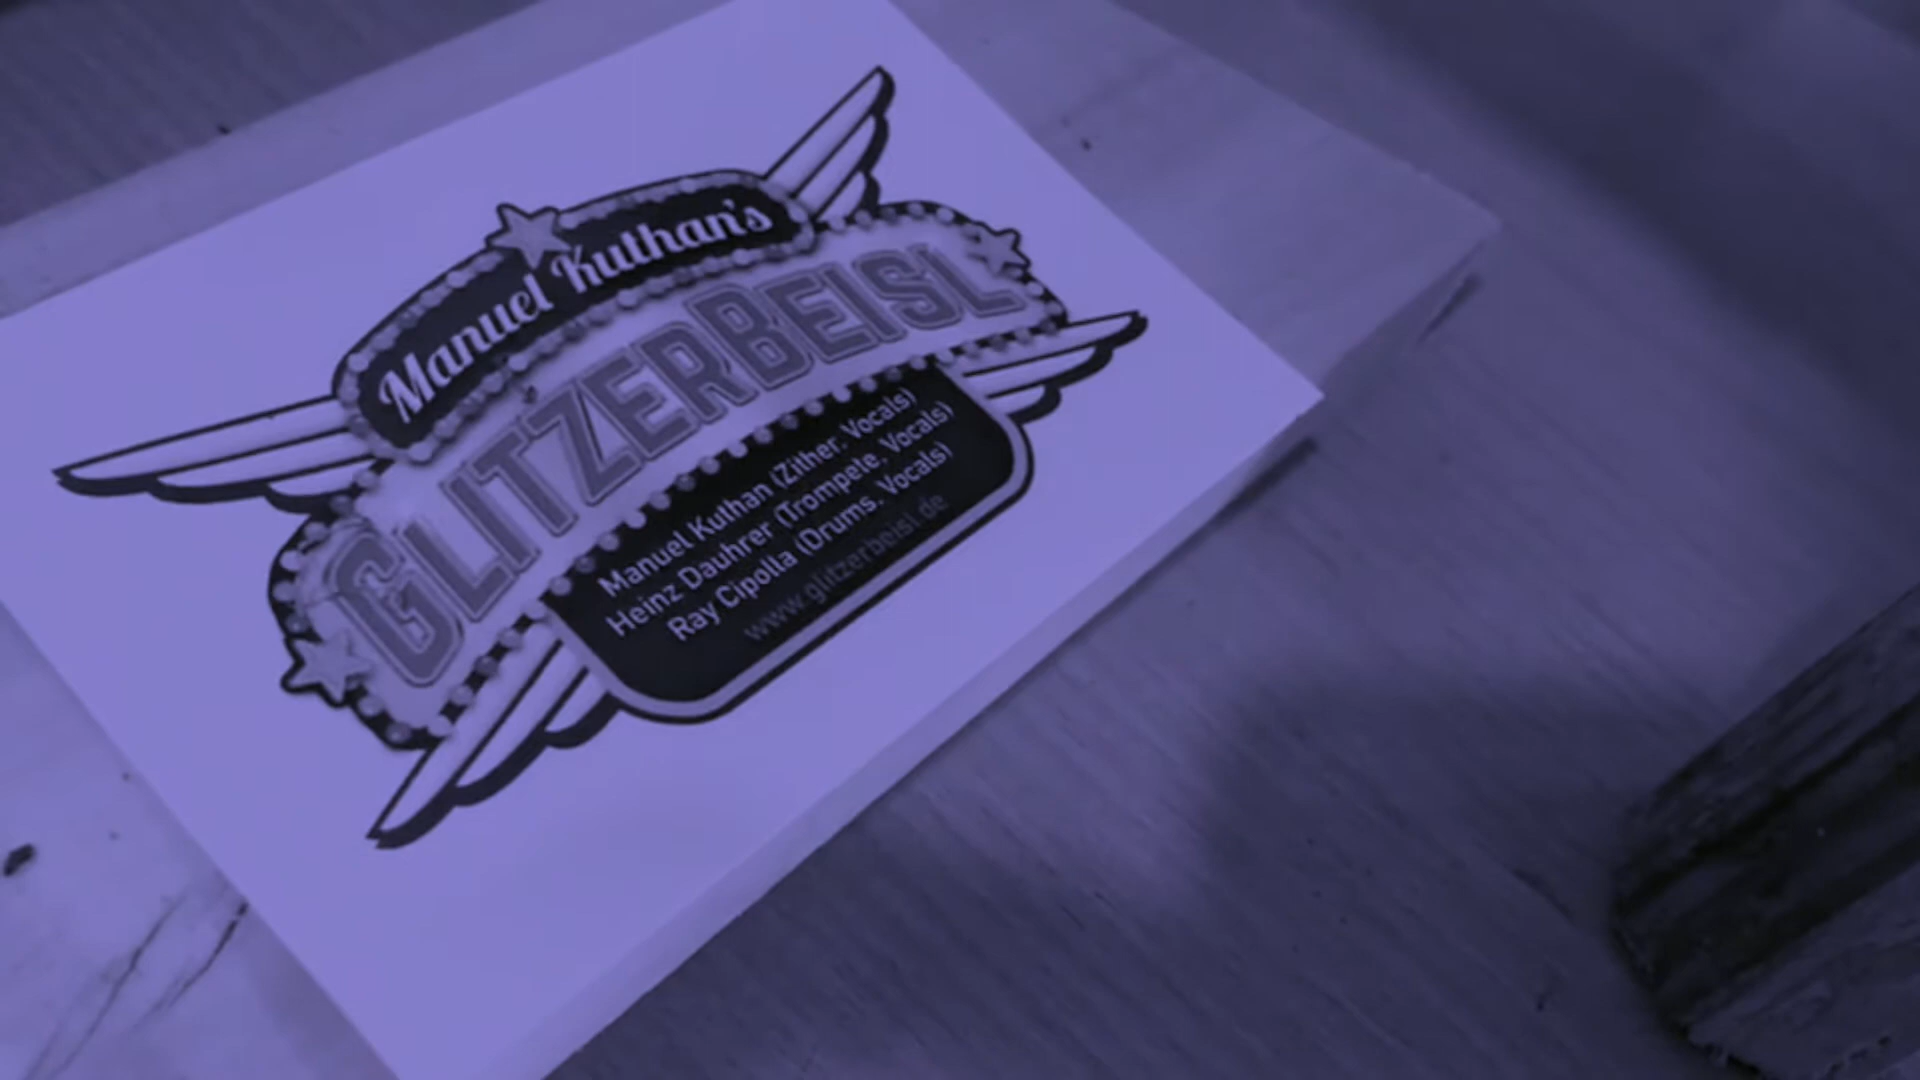 Manuel Kuthan's
GLITZERBEISL
Manuel Kuthan (Zither, Vocals)
Heinz Dauhrer (Trompete, Vocals)
Ray Cipolla (Drums, Vocals)
www.glitzerbeisl.de